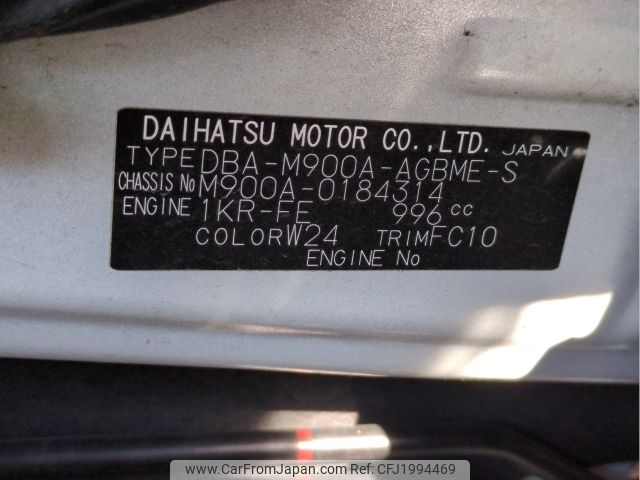 DAIHATSU MOTOR CO.,LTD. JAPAN
TYPE DBA-M900A-AGBME-S
CHASSIS No M900A-0184314
ENGINE 1KR-FE 996 cc
COLOR W24 TRIM FC10
ENGINE No
www.CarFromJapan.com | Ref No: CFJ1994469